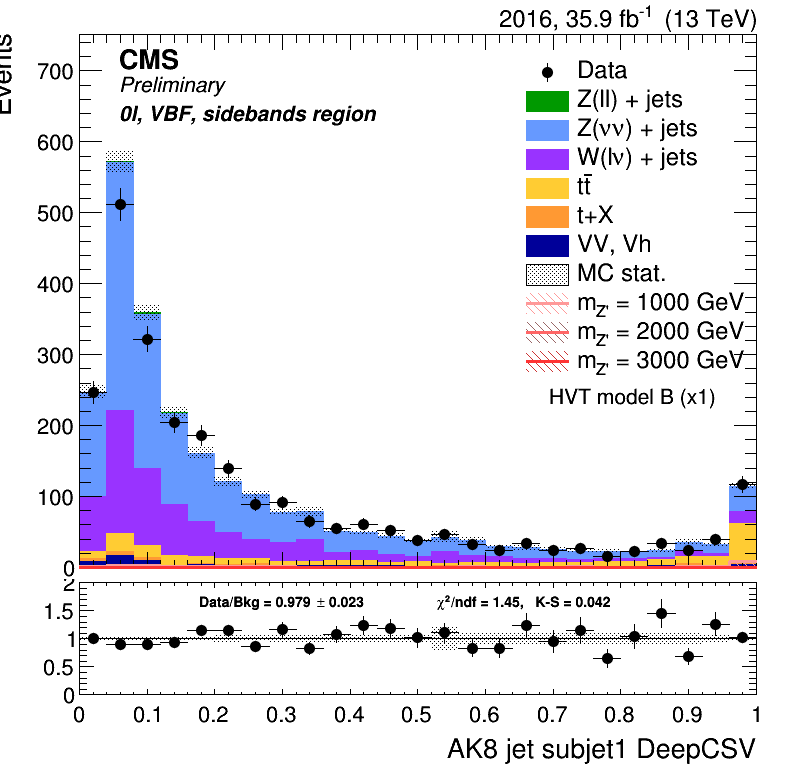 2016, 35.9 fb⁻¹ (13 TeV)
Events
CMS
Preliminary
0l, VBF, sidebands region
Data
Z(ll) + jets
Z(νν) + jets
W(lν) + jets
tt̄
t+X
VV, Vh
MC stat.
m_Z' = 1000 GeV
m_Z' = 2000 GeV
m_Z' = 3000 GeV
HVT model B (x1)
700
600
500
400
300
200
100
0
Data/Bkg = 0.979 ± 0.023 χ²/ndf = 1.45, K-S = 0.042
2
1.5
1
0.5
0
0 0.1 0.2 0.3 0.4 0.5 0.6 0.7 0.8 0.9 1
AK8 jet subjet1 DeepCSV